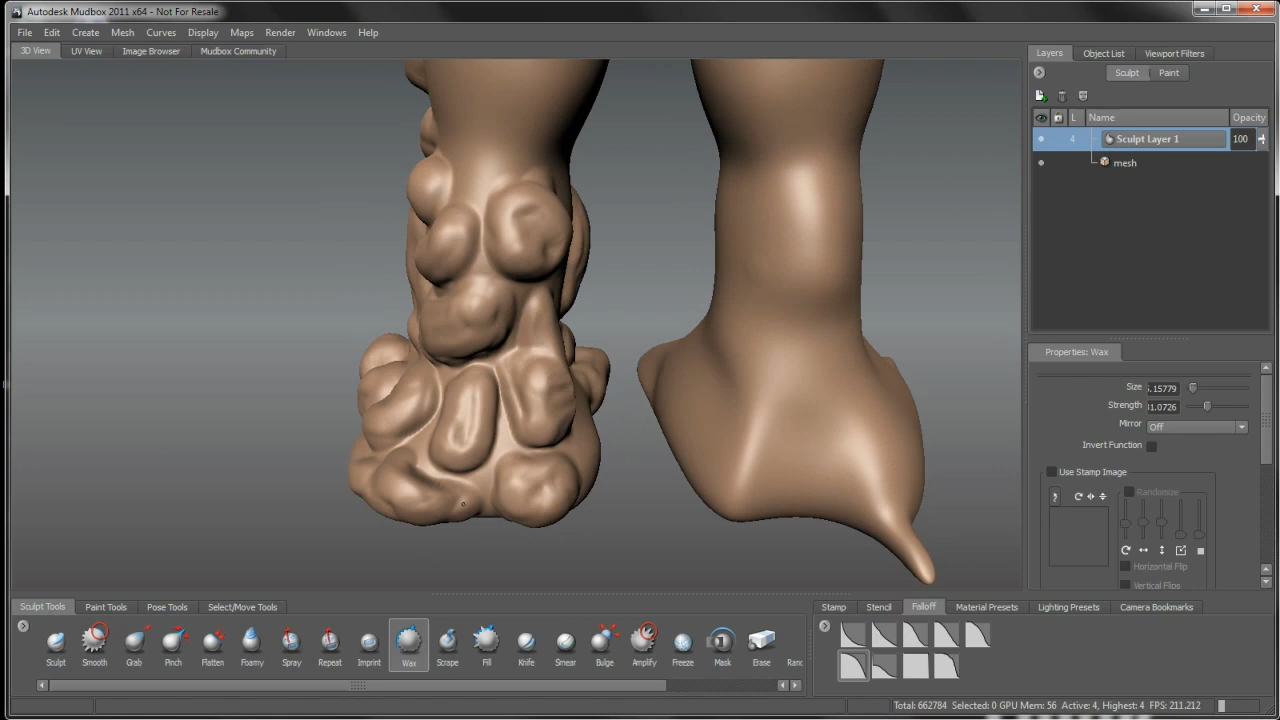 Autodesk Mudbox 2011 x64 - Not For Resale
File Edit Create Mesh Curves Display Maps Render Windows Help
3D View UV View Image Browser Mudbox Community
Layers Object List Viewport Filters
Sculpt Paint
L Name Opacity
4 Sculpt Layer 1 100
mesh
Properties: Wax
Size .15779
Strength 31.0726
Mirror Off
Invert Function
Use Stamp Image
Randomize
Horizontal Flip
Vertical Flips
Sculpt Tools Paint Tools Pose Tools Select/Move Tools
Stamp Stencil Falloff Material Presets Lighting Presets Camera Bookmarks
Sculpt Smooth Grab Pinch Flatten Foamy Spray Repeat Imprint Wax Scrape Fill Knife Smear Bulge Amplify Freeze Mask Erase Ranc
Total: 662784 Selected: 0 GPU Mem: 56 Active: 4, Highest: 4 FPS: 211.212